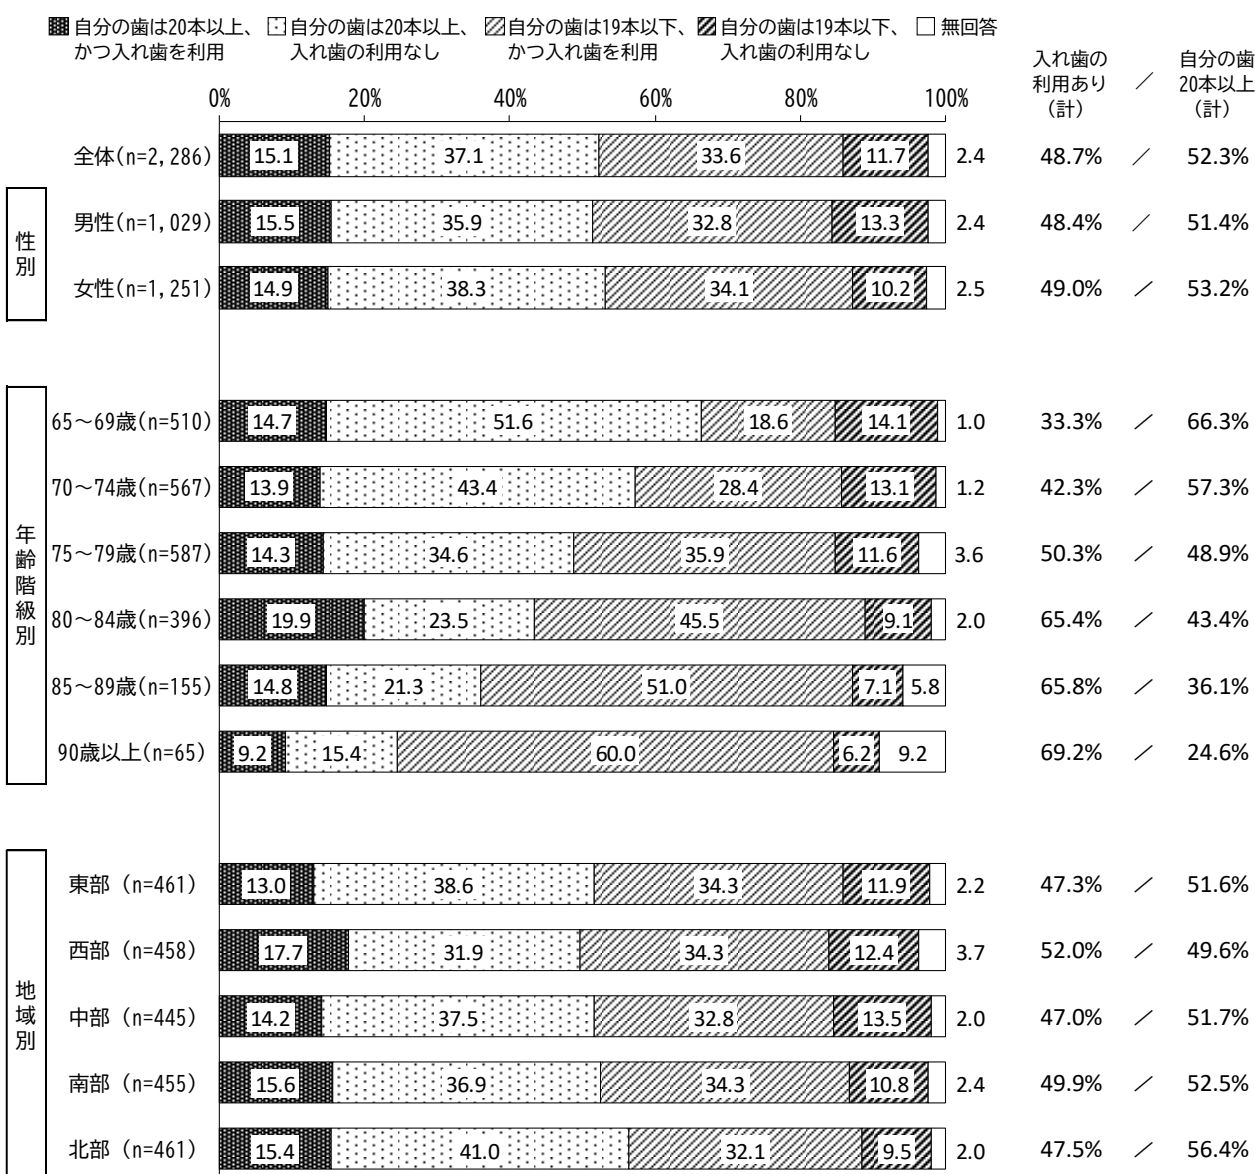 自分の歯は20本以上、 自分の歯は20本以上、 自分の歯は19本以下、 自分の歯は19本以下、 無回答
かつ入れ歯を利用 入れ歯の利用なし かつ入れ歯を利用 入れ歯の利用なし
入れ歯の 自分の歯
利用あり ／ 20本以上
（計） （計）
0% 20% 40% 60% 80% 100%
全体(n=2,286) 15.1 37.1 33.6 11.7 2.4 48.7% ／ 52.3%
性別
男性(n=1,029) 15.5 35.9 32.8 13.3 2.4 48.4% ／ 51.4%
女性(n=1,251) 14.9 38.3 34.1 10.2 2.5 49.0% ／ 53.2%
年齢階級別
65～69歳(n=510) 14.7 51.6 18.6 14.1 1.0 33.3% ／ 66.3%
70～74歳(n=567) 13.9 43.4 28.4 13.1 1.2 42.3% ／ 57.3%
75～79歳(n=587) 14.3 34.6 35.9 11.6 3.6 50.3% ／ 48.9%
80～84歳(n=396) 19.9 23.5 45.5 9.1 2.0 65.4% ／ 43.4%
85～89歳(n=155) 14.8 21.3 51.0 7.1 5.8 65.8% ／ 36.1%
90歳以上(n=65) 9.2 15.4 60.0 6.2 9.2 69.2% ／ 24.6%
地域別
東部 (n=461) 13.0 38.6 34.3 11.9 2.2 47.3% ／ 51.6%
西部 (n=458) 17.7 31.9 34.3 12.4 3.7 52.0% ／ 49.6%
中部 (n=445) 14.2 37.5 32.8 13.5 2.0 47.0% ／ 51.7%
南部 (n=455) 15.6 36.9 34.3 10.8 2.4 49.9% ／ 52.5%
北部 (n=461) 15.4 41.0 32.1 9.5 2.0 47.5% ／ 56.4%